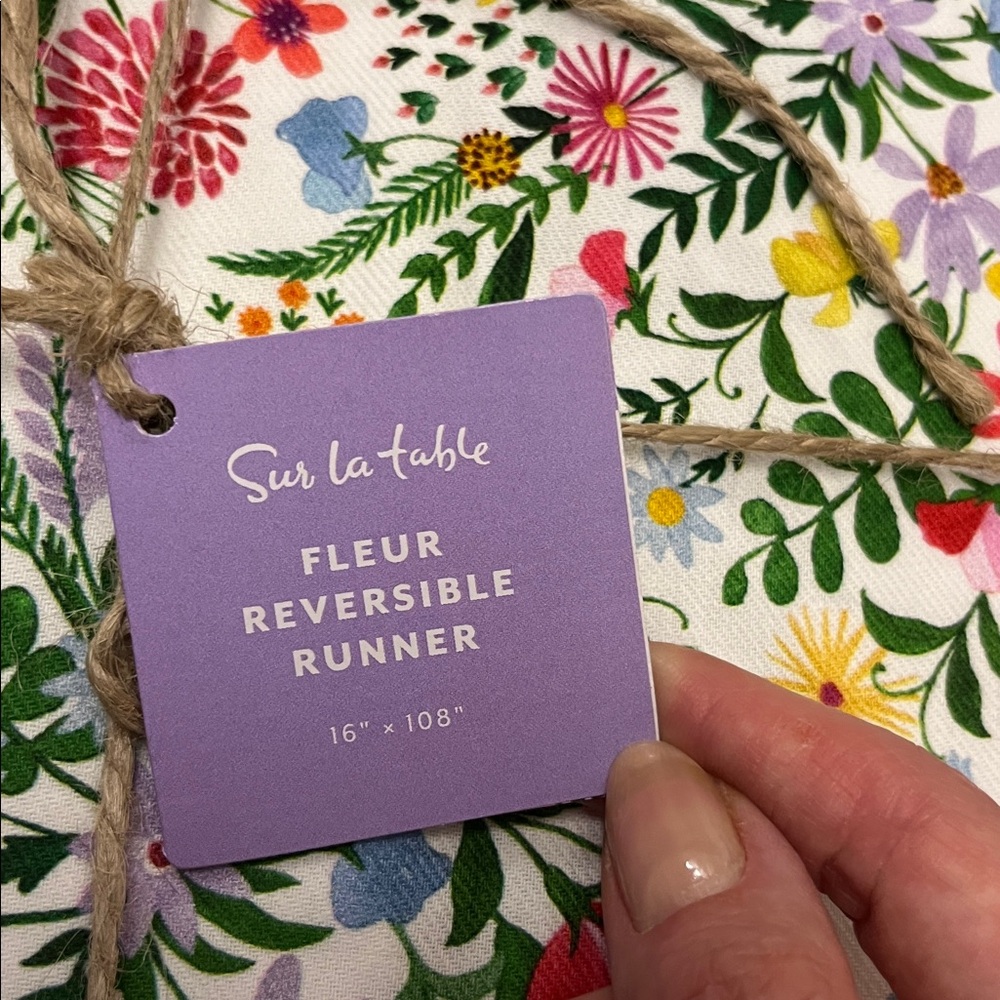 Sur la table
FLEUR
REVERSIBLE
RUNNER
16" × 108"